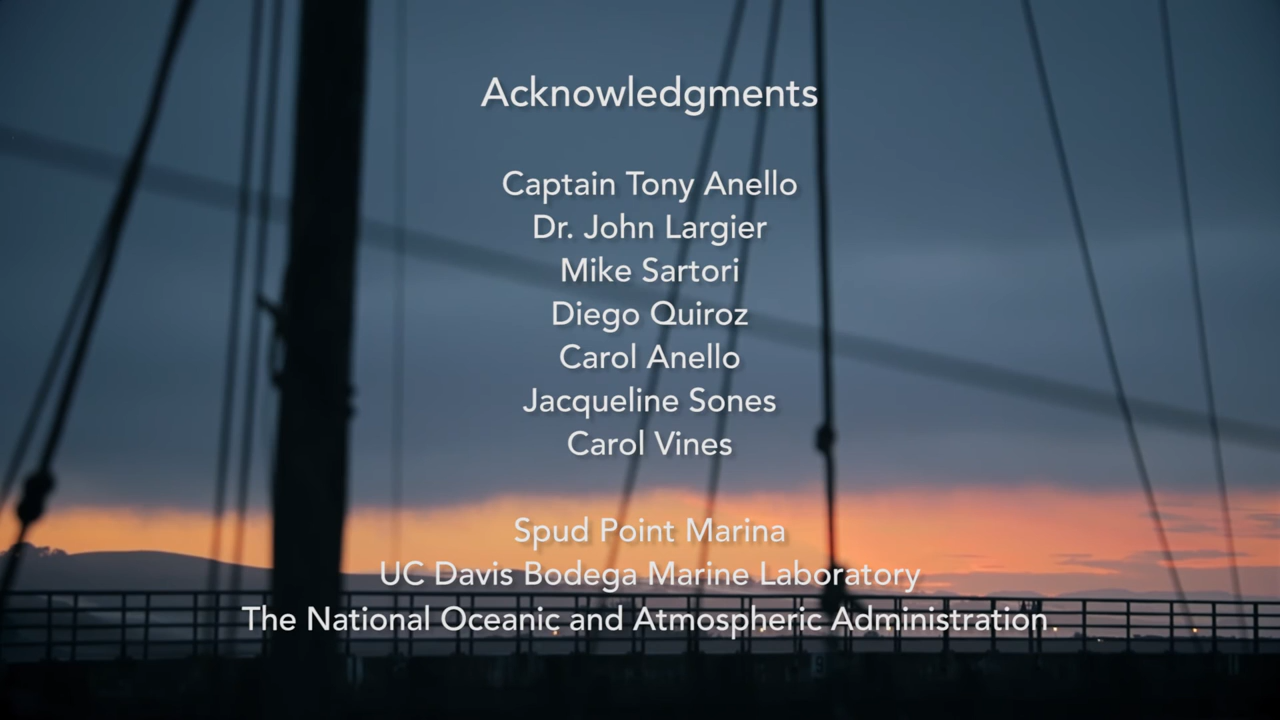 Acknowledgments
Captain Tony Anello
Dr. John Largier
Mike Sartori
Diego Quiroz
Carol Anello
Jacqueline Sones
Carol Vines
Spud Point Marina
UC Davis Bodega Marine Laboratory
The National Oceanic and Atmospheric Administration
9